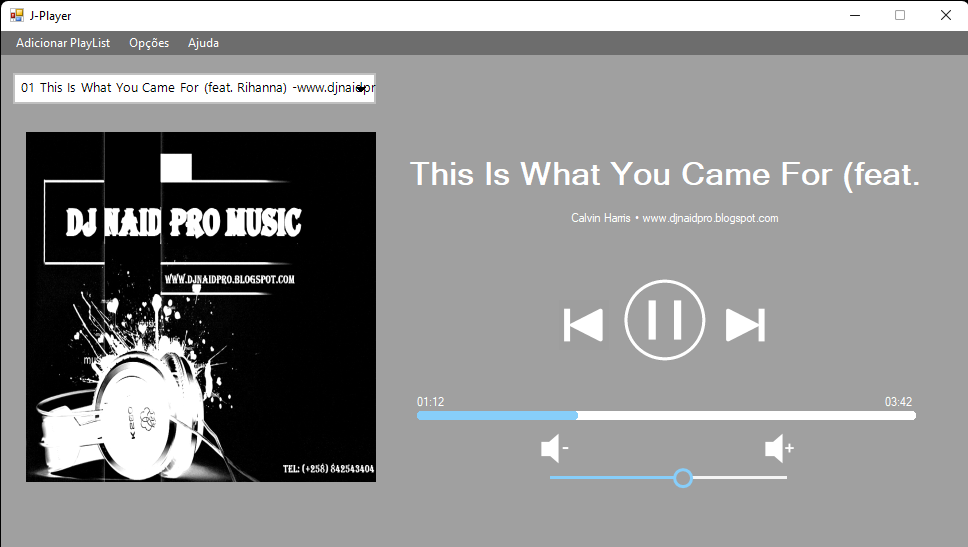 J-Player
Adicionar PlayList Opções Ajuda
01 This Is What You Came For (feat. Rihanna) -www.djnaidpr
DJ NAID PRO MUSIC
WWW.DJNAIDPRO.BLOGSPOT.COM
music
music
TEL: (+258) 842543404
This Is What You Came For (feat.
Calvin Harris • www.djnaidpro.blogspot.com
01:12
03:42
- +